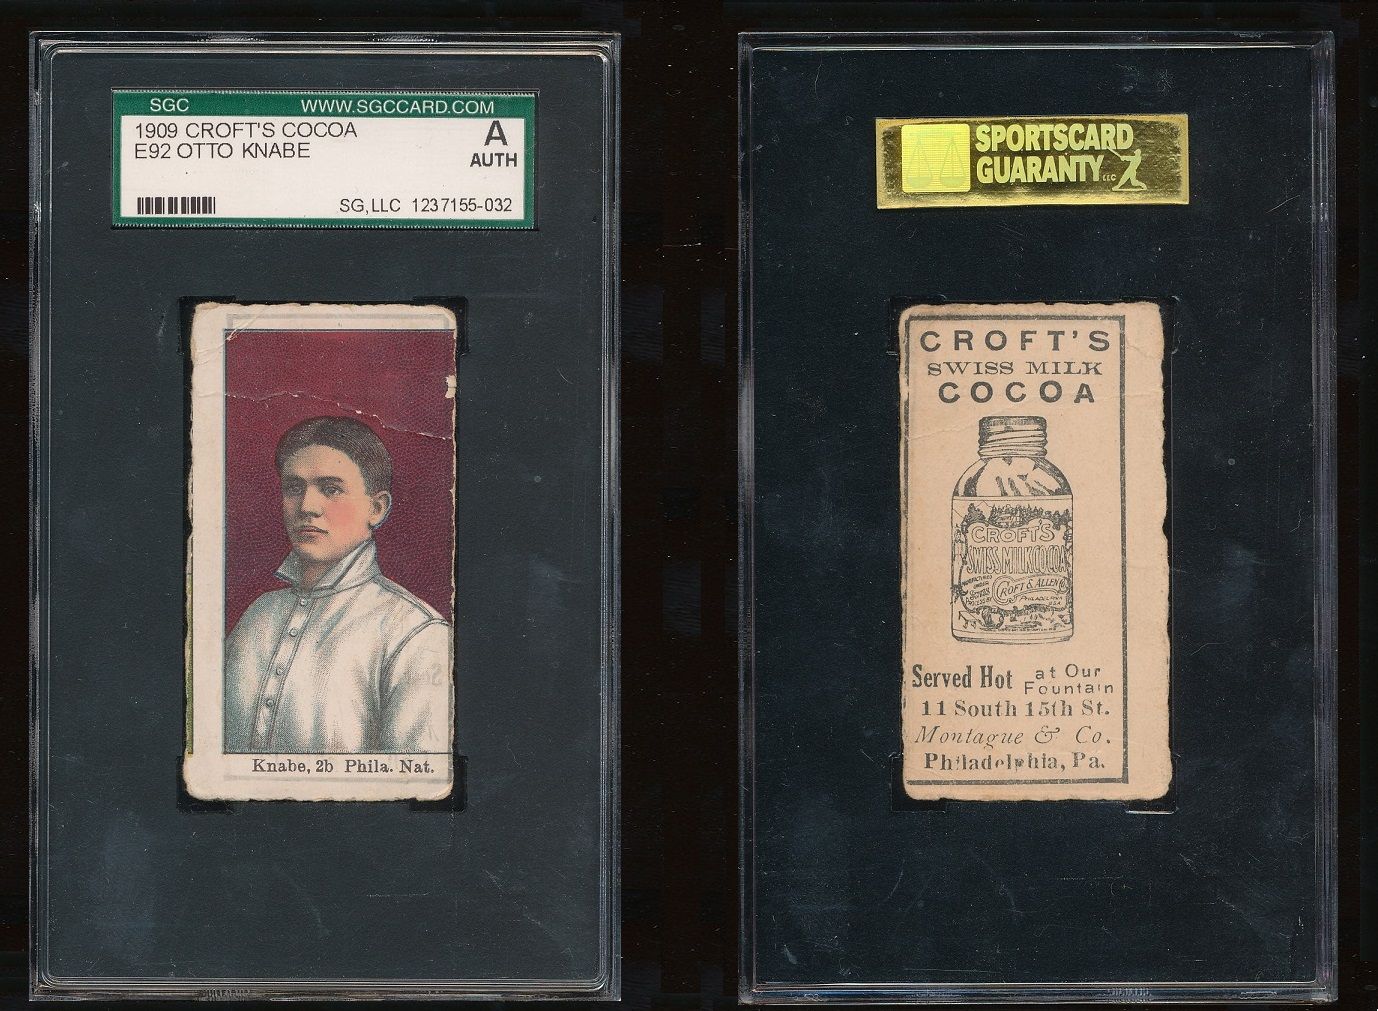 SGC WWW.SGCCARD.COM
1909 CROFT'S COCOA
E92 OTTO KNABE
A
AUTH
SG,LLC 1237155-032
Knabe, 2b Phila. Nat.
SPORTSCARD
GUARANTY LLC
CROFT'S
SWISS MILK
COCOA
CROFT'S
SWISS MILK COCOA
CROFT & ALLEN CO
PHILADELPHIA
U.S.A.
Served Hot at Our
Fountain
11 South 15th St.
Montague & Co.
Philadelphia, Pa.